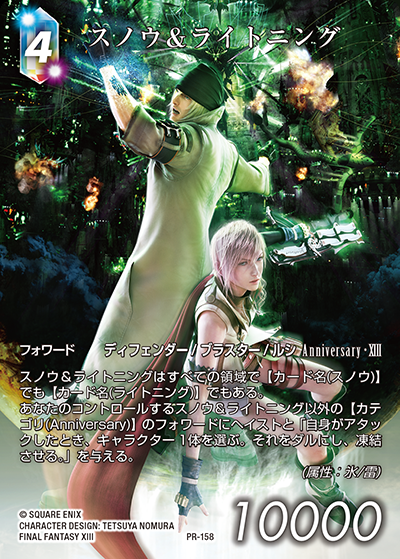 4
スノウ&ライトニング
フォワード ディフェンダー/ブラスター/ルシ Anniversary・XIII
スノウ&ライトニングはすべての領域で【カード名(スノウ)】
でも【カード名(ライトニング)】でもある。
あなたのコントロールするスノウ&ライトニング以外の【カテ
ゴリ(Anniversary)】のフォワードにヘイストと「自身がアタッ
クしたとき、キャラクター1体を選ぶ。それをダルにし、凍結
させる。」を与える。
(属性:氷/雷)
© SQUARE ENIX
CHARACTER DESIGN: TETSUYA NOMURA
FINAL FANTASY XIII
PR-158
10000